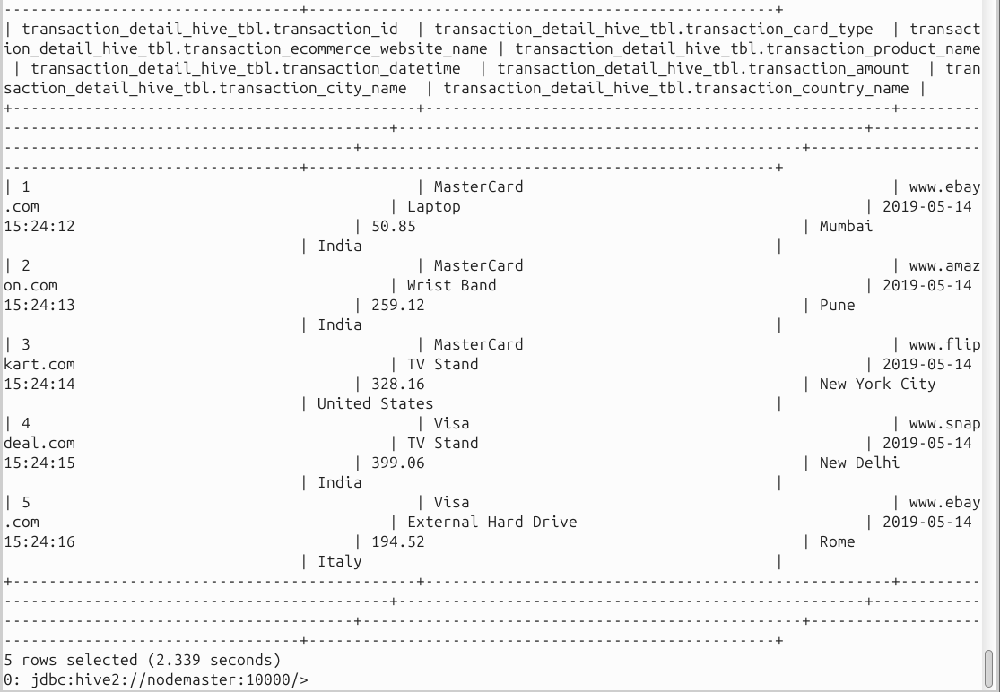 ---------------------------------+----------------------------------------------------+
| transaction_detail_hive_tbl.transaction_id  | transaction_detail_hive_tbl.transaction_card_type  | transact
ion_detail_hive_tbl.transaction_ecommerce_website_name | transaction_detail_hive_tbl.transaction_product_name
 | transaction_detail_hive_tbl.transaction_datetime  | transaction_detail_hive_tbl.transaction_amount  | tran
saction_detail_hive_tbl.transaction_city_name  | transaction_detail_hive_tbl.transaction_country_name |
+---------------------------------------------+----------------------------------------------------+---------
-------------------------------------------+----------------------------------------------------+------------
---------------------------------------+-------------------------------------------------+-------------------
---------------------------------+----------------------------------------------------+
| 1                                           | MasterCard                                         | www.ebay
.com                                       | Laptop                                             | 2019-05-14
15:24:12                               | 50.85                                           | Mumbai
                                 | India                                              |
| 2                                           | MasterCard                                         | www.amaz
on.com                                     | Wrist Band                                         | 2019-05-14
15:24:13                               | 259.12                                          | Pune
                                 | India                                              |
| 3                                           | MasterCard                                         | www.flip
kart.com                                   | TV Stand                                           | 2019-05-14
15:24:14                               | 328.16                                          | New York City
                                 | United States                                      |
| 4                                           | Visa                                               | www.snap
deal.com                                   | TV Stand                                           | 2019-05-14
15:24:15                               | 399.06                                          | New Delhi
                                 | India                                              |
| 5                                           | Visa                                               | www.ebay
.com                                       | External Hard Drive                                | 2019-05-14
15:24:16                               | 194.52                                          | Rome
                                 | Italy                                              |
+---------------------------------------------+----------------------------------------------------+---------
-------------------------------------------+----------------------------------------------------+------------
---------------------------------------+-------------------------------------------------+-------------------
---------------------------------+----------------------------------------------------+
5 rows selected (2.339 seconds)
0: jdbc:hive2://nodemaster:10000/>